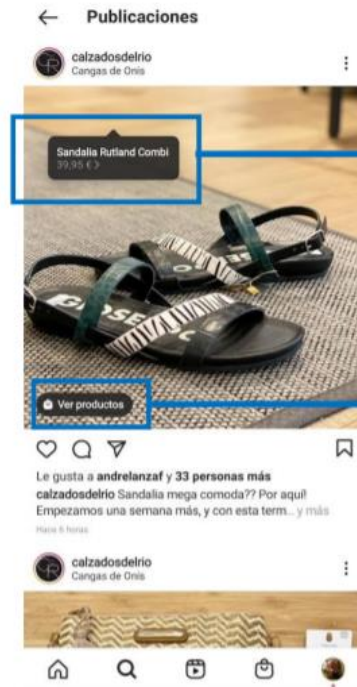 Publicaciones
calzadosdelrio
Cangas de Onís
Sandalia Rutland Combi
39,95 €
GIOSE
Ver productos
Le gusta a andrelanzaf y 33 personas más
calzadosdelrio Sandalia mega comoda?? Por aquí!
Empezamos una semana más, y con esta term... y más
Hace 6 horas
calzadosdelrio
Cangas de Onís